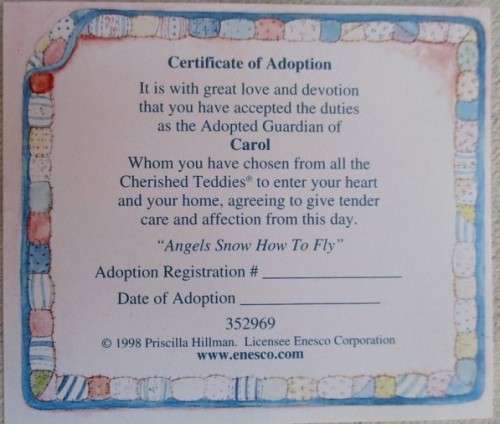 Certificate of Adoption
It is with great love and devotion
that you have accepted the duties
as the Adopted Guardian of
Carol
Whom you have chosen from all the
Cherished Teddies® to enter your heart
and your home, agreeing to give tender
care and affection from this day.
“Angels Snow How To Fly”
Adoption Registration # _______________
Date of Adoption _______________
352969
© 1998 Priscilla Hillman. Licensee Enesco Corporation
www.enesco.com